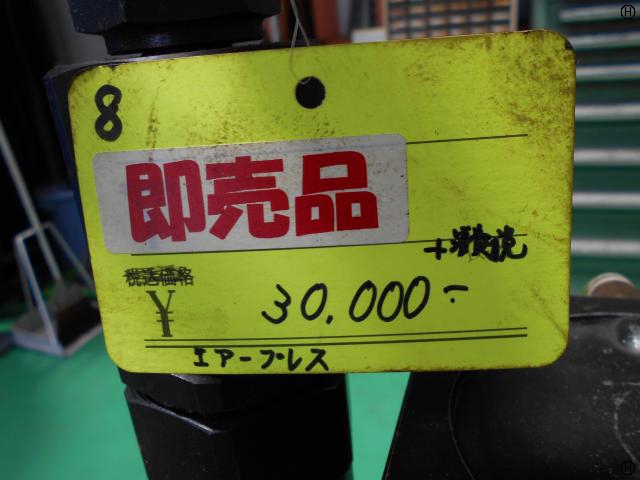 8
即売品
+消費税
税込価格
¥ 30,000-
エアープレス